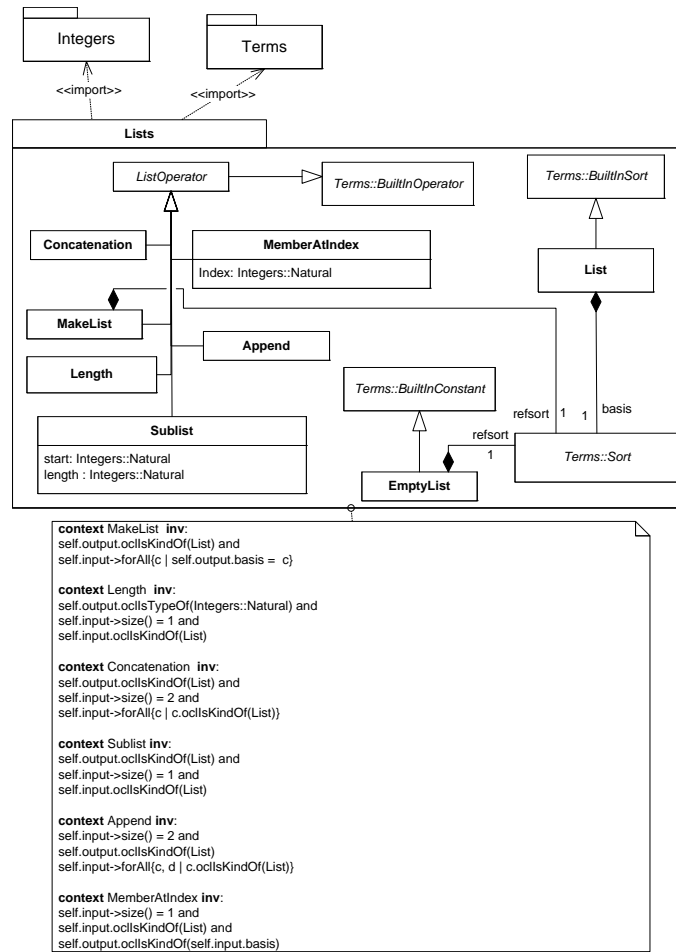 Integers
Terms
<<import>>
<<import>>
Lists
ListOperator
Terms::BuiltInOperator
Terms::BuiltInSort
Concatenation
MemberAtIndex
Index: Integers::Natural
List
MakeList
Append
Length
Terms::BuiltInConstant
refsort
1
1
basis
Sublist
start: Integers::Natural
length : Integers::Natural
refsort
1
Terms::Sort
EmptyList
context MakeList inv:
self.output.oclIsKindOf(List) and
self.input->forAll{c | self.output.basis = c}
context Length inv:
self.output.oclIsTypeOf(Integers::Natural) and
self.input->size() = 1 and
self.input.oclIsKindOf(List)
context Concatenation inv:
self.output.oclIsKindOf(List) and
self.input->size() = 2 and
self.input->forAll{c | c.oclIsKindOf(List)}
context Sublist inv:
self.output.oclIsKindOf(List) and
self.input->size() = 1 and
self.input.oclIsKindOf(List)
context Append inv:
self.input->size() = 2 and
self.output.oclIsKindOf(List)
self.input->forAll{c, d | c.oclIsKindOf(List)}
context MemberAtIndex inv:
self.input->size() = 1 and
self.input.oclIsKindOf(List) and
self.output.oclIsKindOf(self.input.basis)